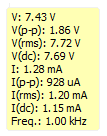 V: 7.43 V
V(p-p): 1.86 V
V(rms): 7.72 V
V(dc): 7.69 V
I: 1.28 mA
I(p-p): 928 uA
I(rms): 1.20 mA
I(dc): 1.15 mA
Freq.: 1.00 kHz